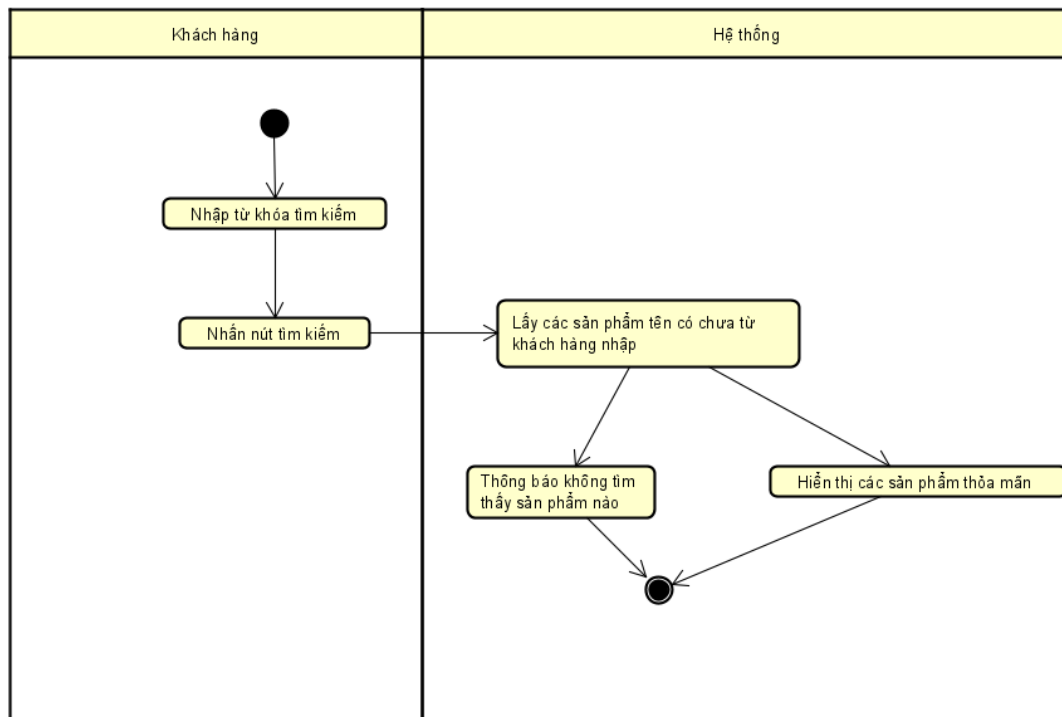 Khách hàng
Hệ thống
Nhập từ khóa tìm kiếm
Nhấn nút tìm kiếm
Lấy các sản phẩm tên có chưa từ
khách hàng nhập
Thông báo không tìm
thấy sản phẩm nào
Hiển thị các sản phẩm thỏa mãn